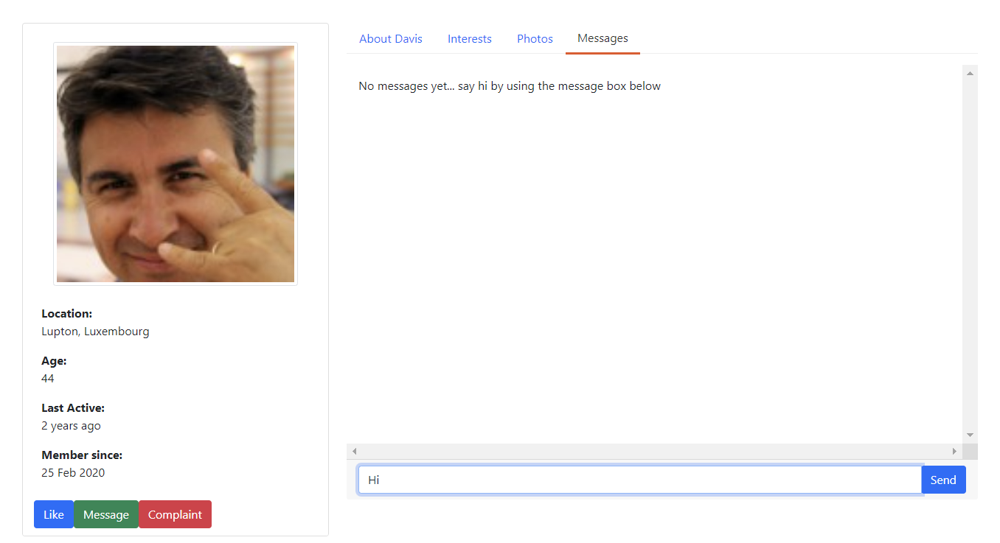 About Davis Interests Photos Messages
No messages yet... say hi by using the message box below
Location:
Lupton, Luxembourg
Age:
44
Last Active:
2 years ago
Member since:
25 Feb 2020
Like Message Complaint
Hi Send